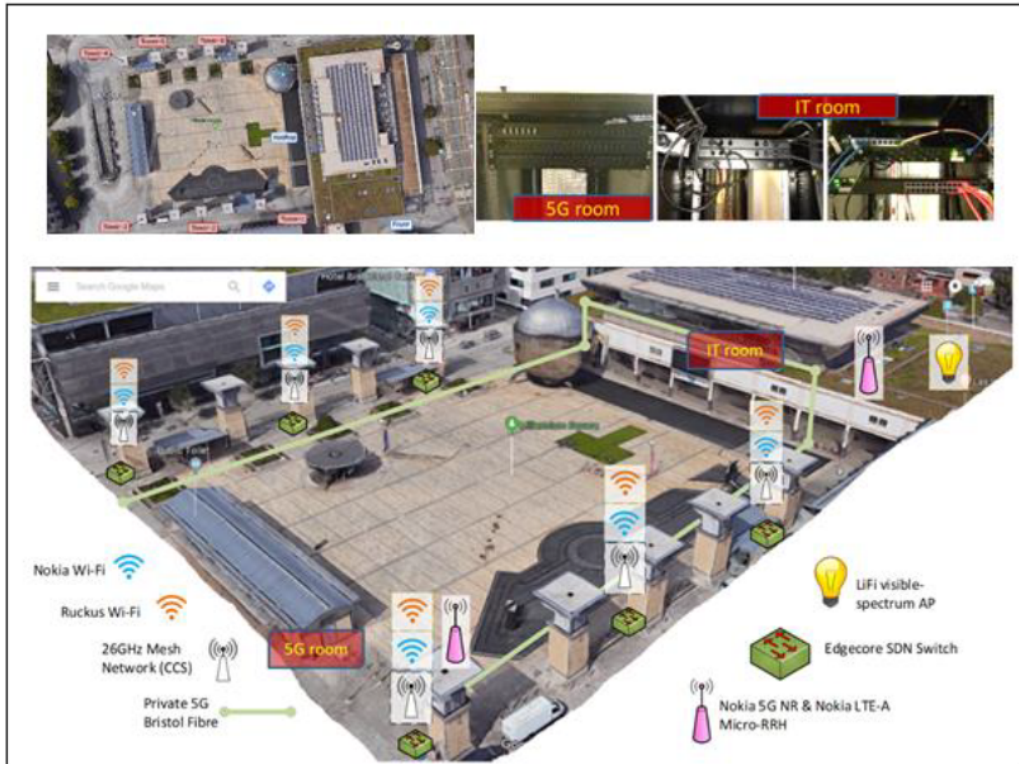 5G room
IT room
Search Google Maps
IT room
Millennium Square
5G room
Nokia Wi-Fi
Ruckus Wi-Fi
26GHz Mesh
Network (CCS)
Private 5G
Bristol Fibre
LiFi visible-
spectrum AP
Edgecore SDN Switch
Nokia 5G NR & Nokia LTE-A
Micro-RRH